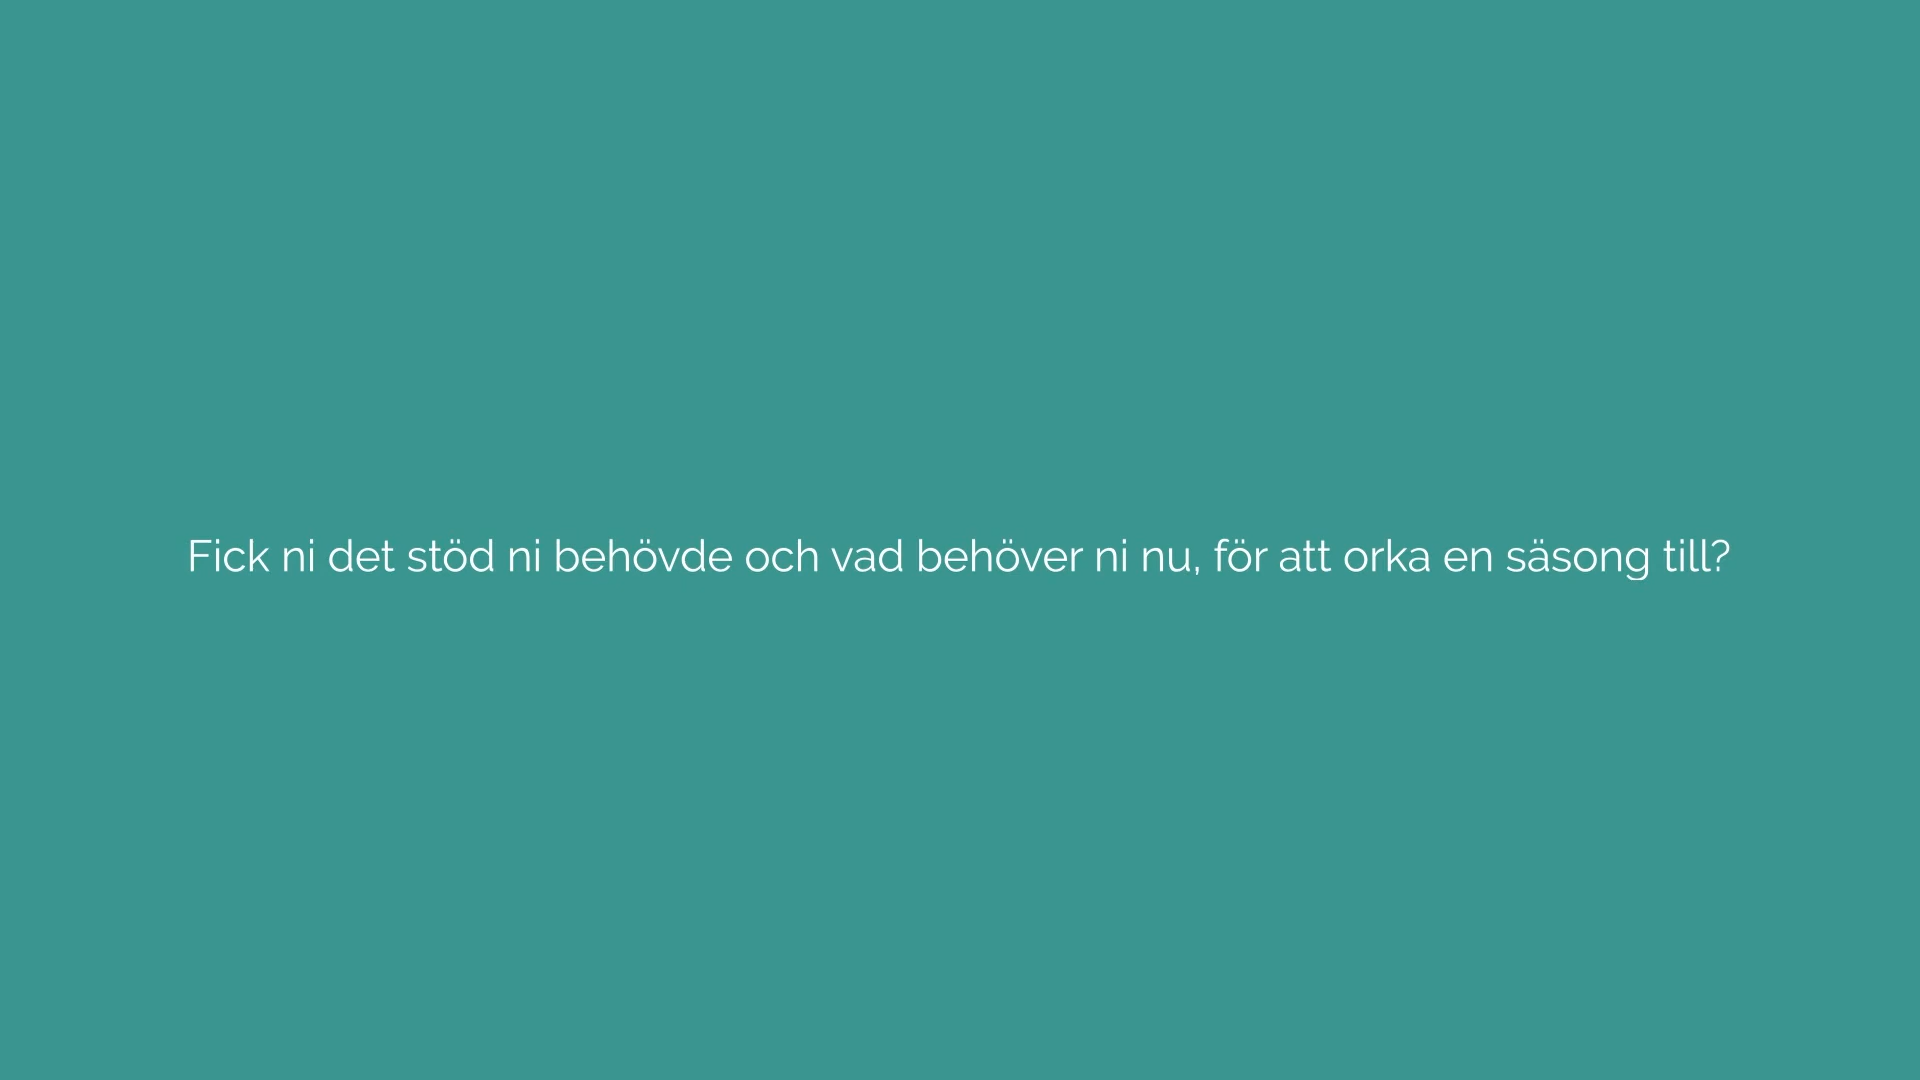 Fick ni det stöd ni behövde och vad behöver ni nu, för att orka en säsong till?